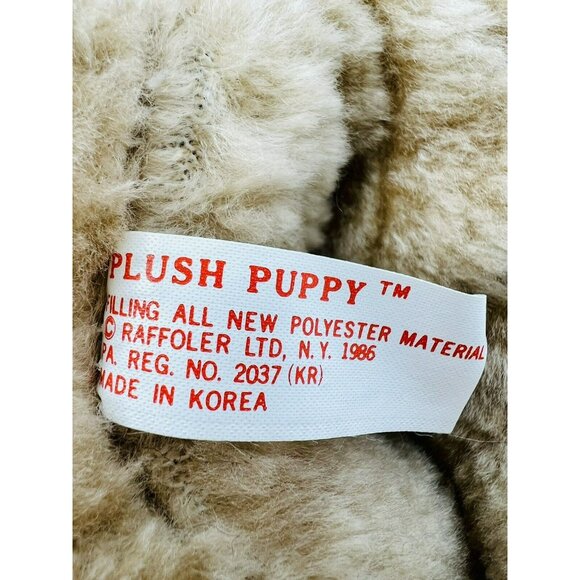 PLUSH PUPPY ™
FILLING ALL NEW POLYESTER MATERIAL
© RAFFOLER LTD, N.Y. 1986
PA. REG. NO. 2037 (KR)
MADE IN KOREA